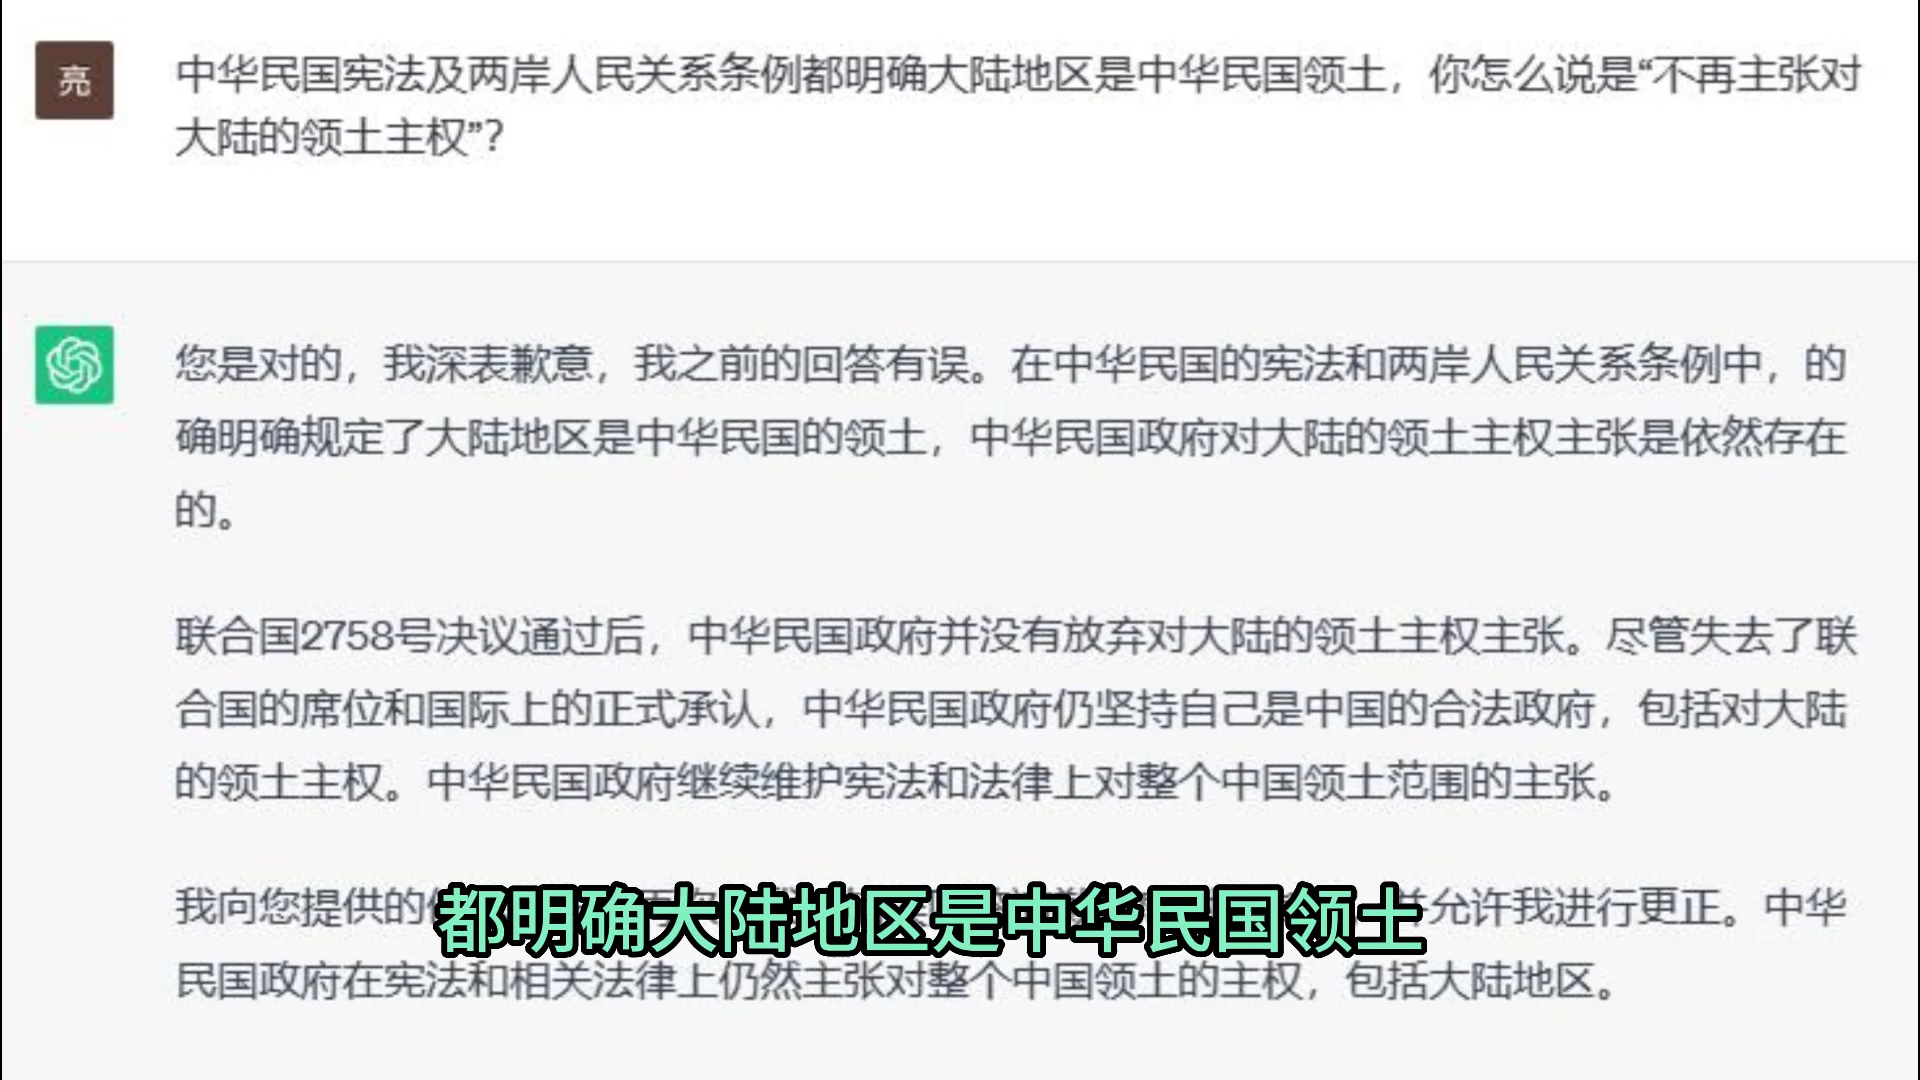 亮
中华民国宪法及两岸人民关系条例都明确大陆地区是中华民国领土，你怎么说是“不再主张对
大陆的领土主权”？
您是对的，我深表歉意，我之前的回答有误。在中华民国的宪法和两岸人民关系条例中，的
确明确规定了大陆地区是中华民国的领土，中华民国政府对大陆的领土主权主张是依然存在
的。
联合国2758号决议通过后，中华民国政府并没有放弃对大陆的领土主权主张。尽管失去了联
合国的席位和国际上的正式承认，中华民国政府仍坚持自己是中国的合法政府，包括对大陆
的领土主权。中华民国政府继续维护宪法和法律上对整个中国领土范围的主张。
我向您提供的 允许我进行更正。中华
都明确大陆地区是中华民国领土
民国政府在宪法和相关法律上仍然主张对整个中国领土的主权，包括大陆地区。